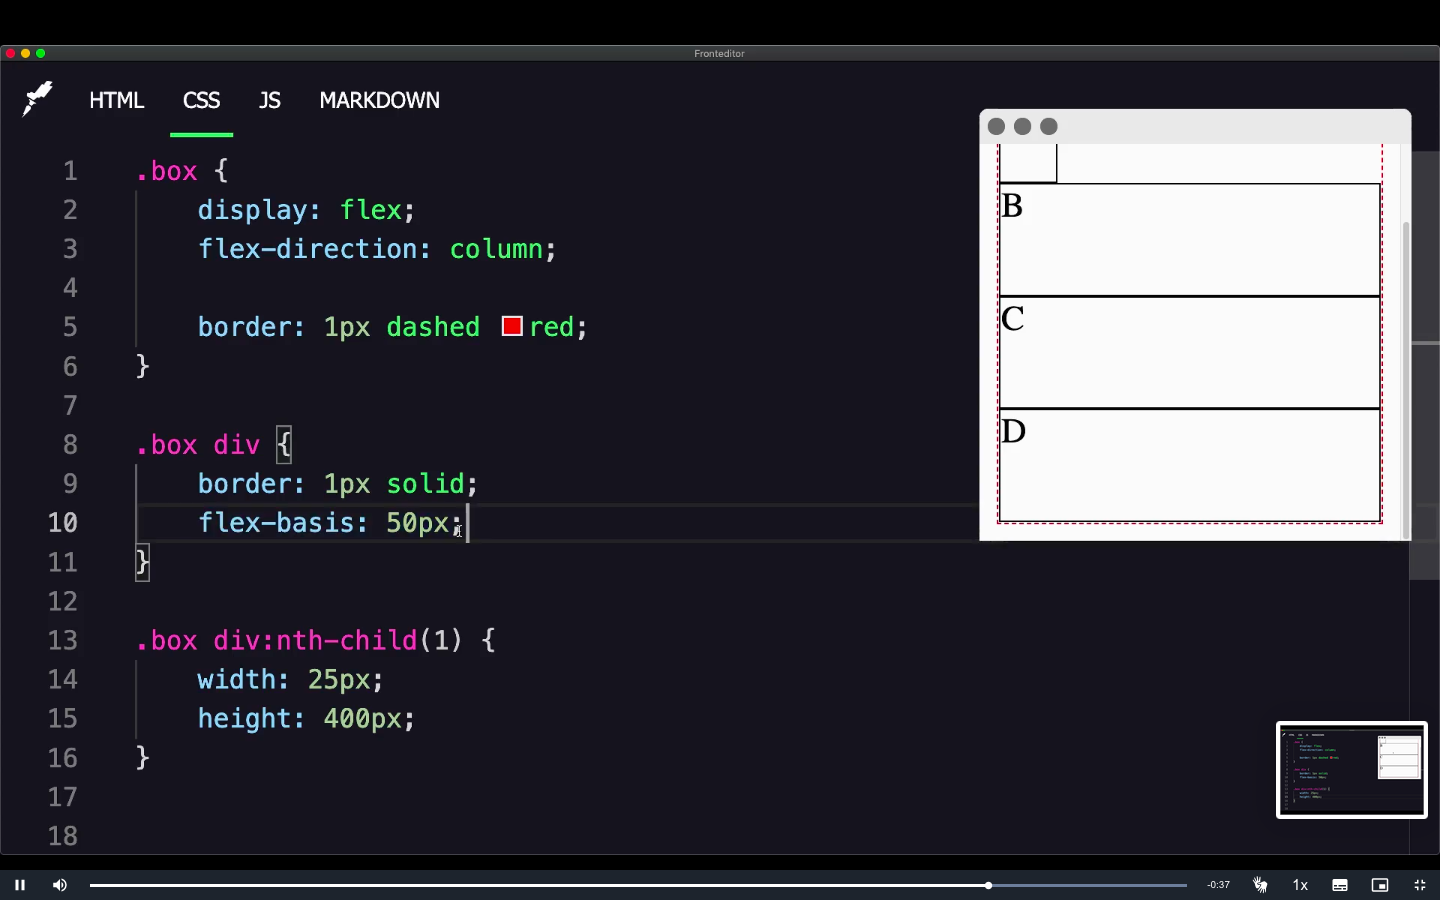 Fronteditor
HTML CSS JS MARKDOWN
1 .box {
2 display: flex;
3 flex-direction: column;
4
5 border: 1px dashed red;
6 }
7
8 .box div {
9 border: 1px solid;
10 flex-basis: 50px;
11 }
12
13 .box div:nth-child(1) {
14 width: 25px;
15 height: 400px;
16 }
17
18
B
C
D
-0:37 1x